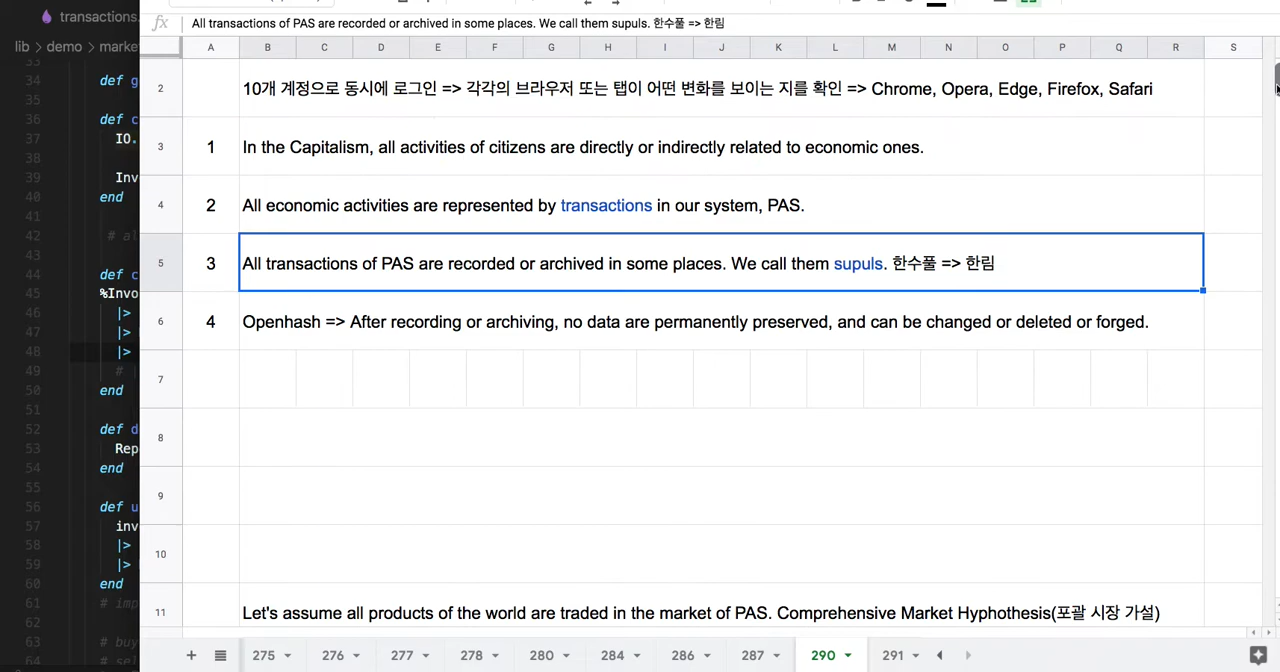 transactions.
lib > demo > marke
fx All transactions of PAS are recorded or archived in some places. We call them supuls. 한수풀 => 한림
A B C D E F G H I J K L M N O P Q R S
2 10개 계정으로 동시에 로그인 => 각각의 브라우저 또는 탭이 어떤 변화를 보이는 지를 확인 => Chrome, Opera, Edge, Firefox, Safari
3 1 In the Capitalism, all activities of citizens are directly or indirectly related to economic ones.
4 2 All economic activities are represented by transactions in our system, PAS.
5 3 All transactions of PAS are recorded or archived in some places. We call them supuls. 한수풀 => 한림
6 4 Openhash => After recording or archiving, no data are permanently preserved, and can be changed or deleted or forged.
7
8
9
10
11 Let's assume all products of the world are traded in the market of PAS. Comprehensive Market Hyphothesis(포괄 시장 가설)
33
34 def g
35
36 def c
37 IO.
38
39 Inv
40 end
41
42 # al
43
44 def c
45 %Invo
46 |>
47 |>
48 |>
49 # |
50 end
51
52 def d
53 Rep
54 end
55
56 def u
57 inv
58 |>
59 |>
60 end
61 # imp
62
63 # buy
64 # sel
+ 275 276 277 278 280 284 286 287 290 291